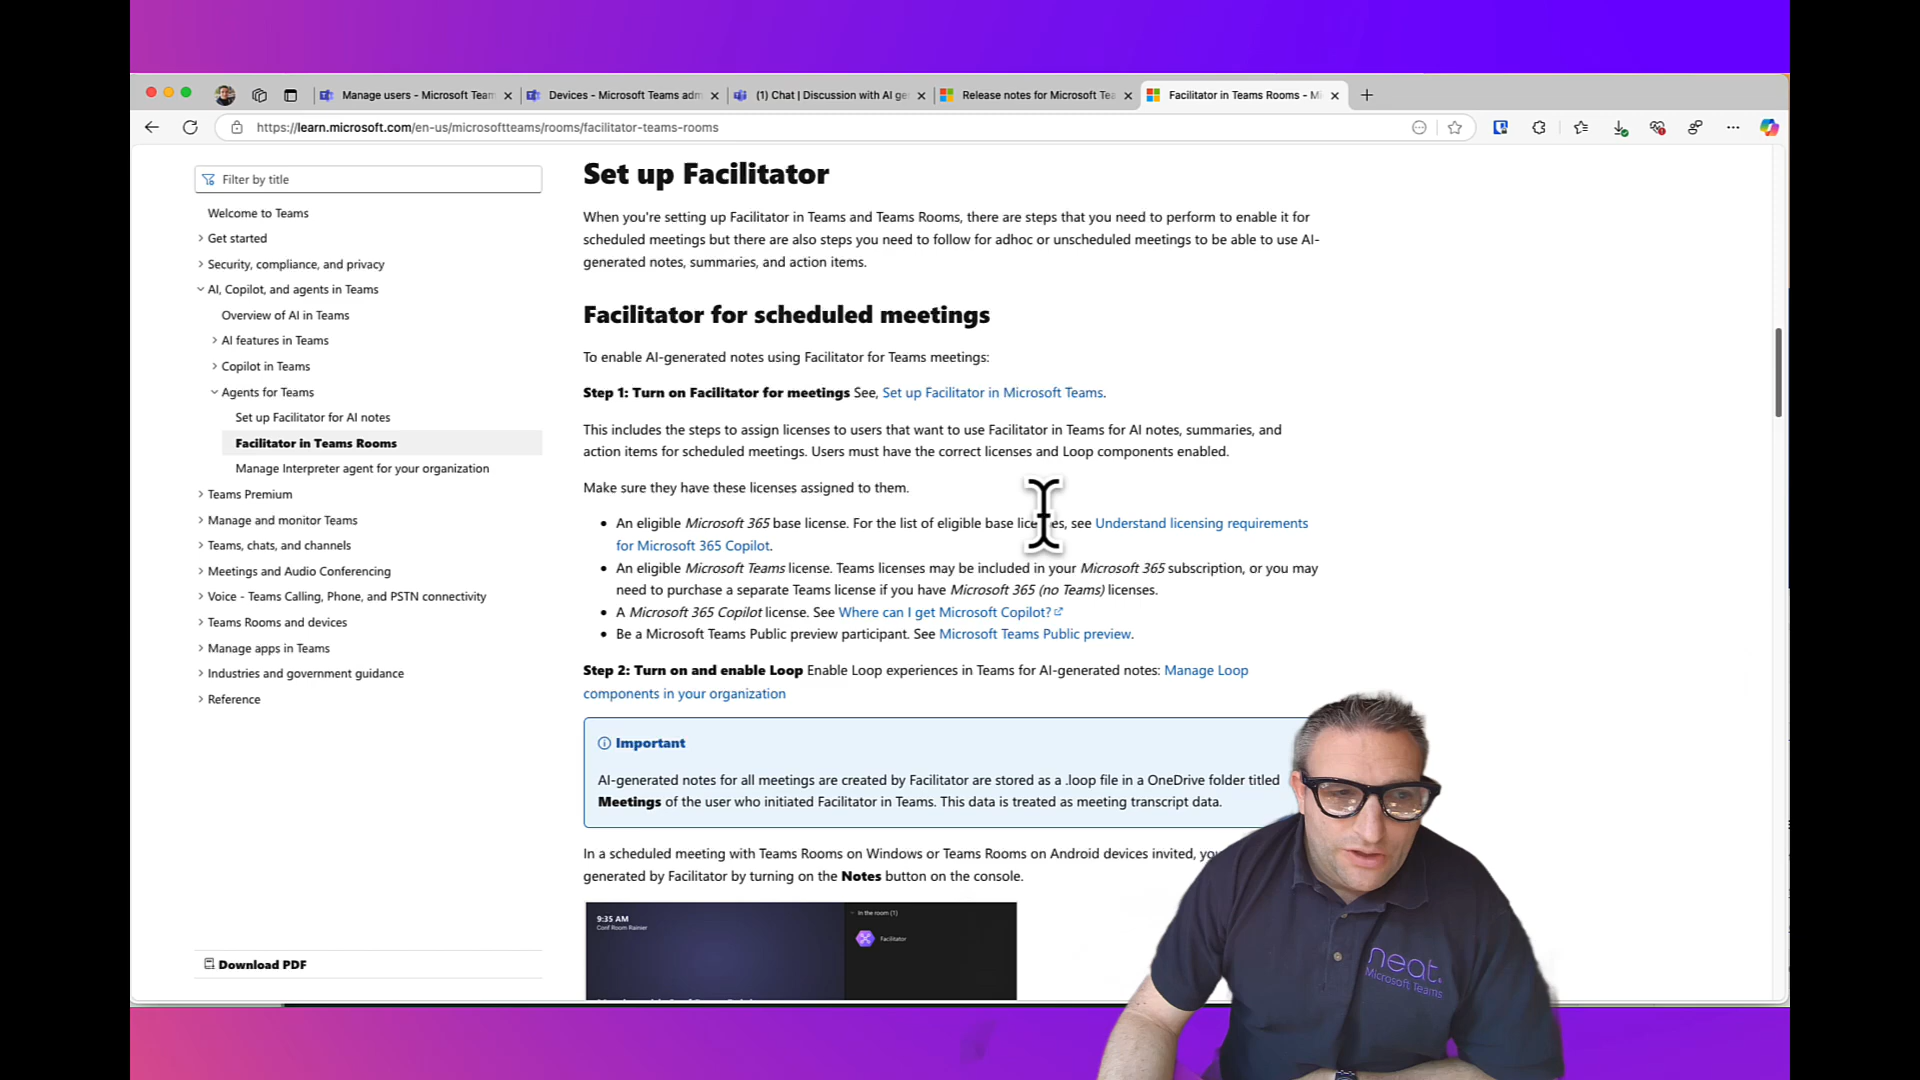 Manage users - Microsoft Team
Devices - Microsoft Teams adm
(1) Chat | Discussion with AI ge
Release notes for Microsoft Tea
Facilitator in Teams Rooms - Mi
https://learn.microsoft.com/en-us/microsoftteams/rooms/facilitator-teams-rooms
Filter by title
Welcome to Teams
Get started
Security, compliance, and privacy
AI, Copilot, and agents in Teams
Overview of AI in Teams
AI features in Teams
Copilot in Teams
Agents for Teams
Set up Facilitator for AI notes
Facilitator in Teams Rooms
Manage Interpreter agent for your organization
Teams Premium
Manage and monitor Teams
Teams, chats, and channels
Meetings and Audio Conferencing
Voice - Teams Calling, Phone, and PSTN connectivity
Teams Rooms and devices
Manage apps in Teams
Industries and government guidance
Reference
Download PDF
Set up Facilitator
When you're setting up Facilitator in Teams and Teams Rooms, there are steps that you need to perform to enable it for
scheduled meetings but there are also steps you need to follow for adhoc or unscheduled meetings to be able to use AI-
generated notes, summaries, and action items.
Facilitator for scheduled meetings
To enable AI-generated notes using Facilitator for Teams meetings:
Step 1: Turn on Facilitator for meetings See, Set up Facilitator in Microsoft Teams.
This includes the steps to assign licenses to users that want to use Facilitator in Teams for AI notes, summaries, and
action items for scheduled meetings. Users must have the correct licenses and Loop components enabled.
Make sure they have these licenses assigned to them.
• An eligible Microsoft 365 base license. For the list of eligible base licenses, see Understand licensing requirements
for Microsoft 365 Copilot.
• An eligible Microsoft Teams license. Teams licenses may be included in your Microsoft 365 subscription, or you may
need to purchase a separate Teams license if you have Microsoft 365 (no Teams) licenses.
• A Microsoft 365 Copilot license. See Where can I get Microsoft Copilot?
• Be a Microsoft Teams Public preview participant. See Microsoft Teams Public preview.
Step 2: Turn on and enable Loop Enable Loop experiences in Teams for AI-generated notes: Manage Loop
components in your organization
Important
AI-generated notes for all meetings are created by Facilitator are stored as a .loop file in a OneDrive folder titled
Meetings of the user who initiated Facilitator in Teams. This data is treated as meeting transcript data.
In a scheduled meeting with Teams Rooms on Windows or Teams Rooms on Android devices invited, yo
generated by Facilitator by turning on the Notes button on the console.
9:35 AM
Conf Room Rainier
In the room (1)
Facilitator
neat.
Microsoft Teams